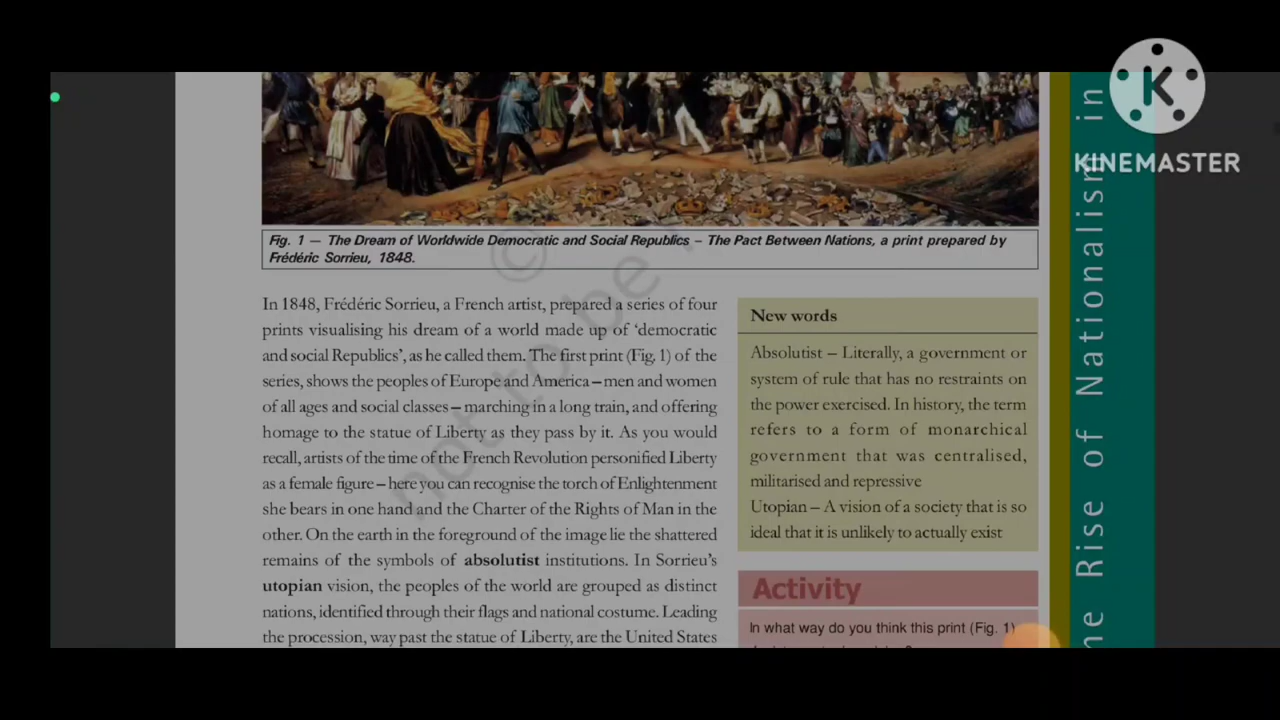 KINEMASTER
Fig. 1 — The Dream of Worldwide Democratic and Social Republics – The Pact Between Nations, a print prepared by
Frédéric Sorrieu, 1848.
In 1848, Frédéric Sorrieu, a French artist, prepared a series of four
prints visualising his dream of a world made up of ‘democratic
and social Republics’, as he called them. The first print (Fig. 1) of the
series, shows the peoples of Europe and America – men and women
of all ages and social classes – marching in a long train, and offering
homage to the statue of Liberty as they pass by it. As you would
recall, artists of the time of the French Revolution personified Liberty
as a female figure – here you can recognise the torch of Enlightenment
she bears in one hand and the Charter of the Rights of Man in the
other. On the earth in the foreground of the image lie the shattered
remains of the symbols of absolutist institutions. In Sorrieu’s
utopian vision, the peoples of the world are grouped as distinct
nations, identified through their flags and national costume. Leading
the procession, way past the statue of Liberty, are the United States
New words
Absolutist – Literally, a government or
system of rule that has no restraints on
the power exercised. In history, the term
refers to a form of monarchical
government that was centralised,
militarised and repressive
Utopian – A vision of a society that is so
ideal that it is unlikely to actually exist
Activity
In what way do you think this print (Fig. 1)
Rise of Nationalism in
©
not to be